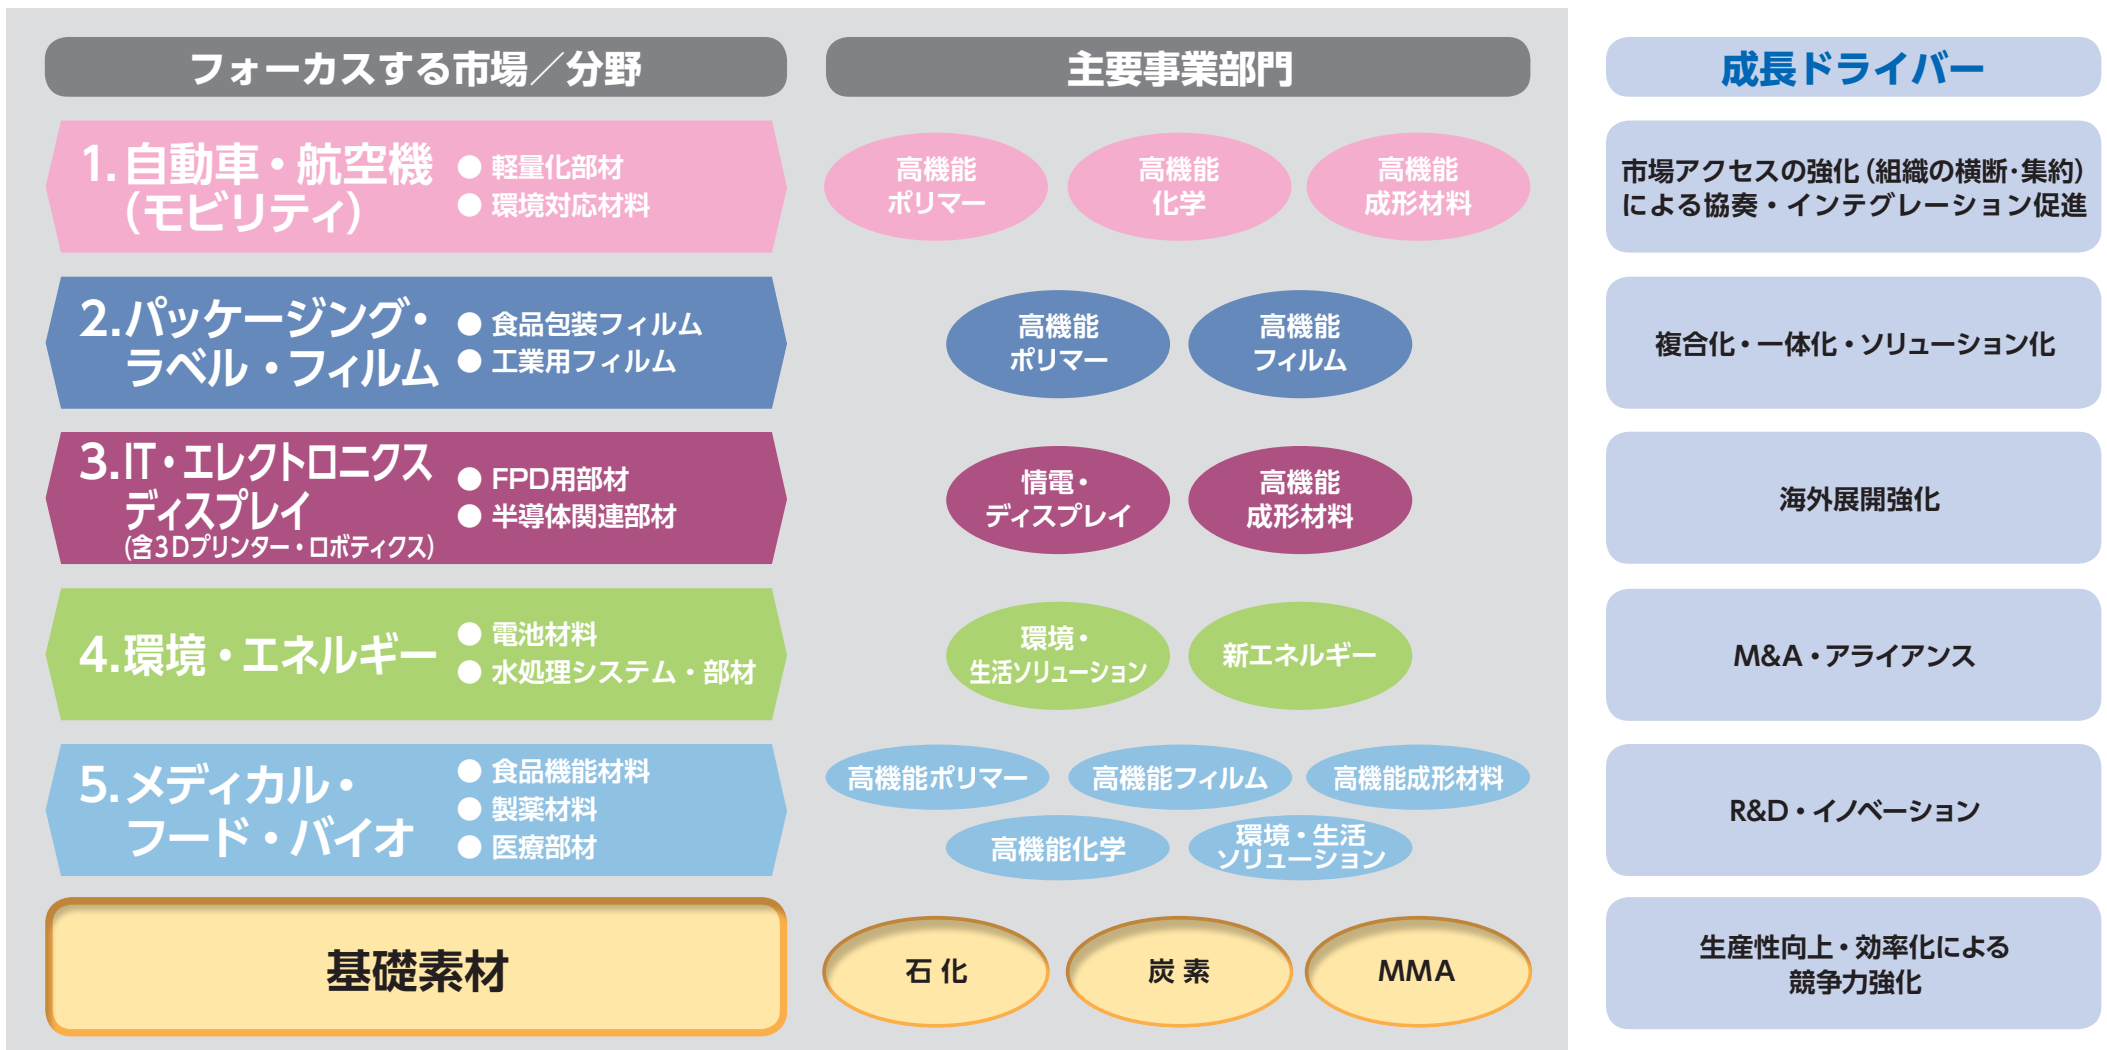 フォーカスする市場／分野
主要事業部門
成長ドライバー
1.自動車・航空機
（モビリティ）
● 軽量化部材
● 環境対応材料
高機能
ポリマー
高機能
化学
高機能
成形材料
市場アクセスの強化（組織の横断・集約）
による協奏・インテグレーション促進
2.パッケージング・
ラベル・フィルム
● 食品包装フィルム
● 工業用フィルム
高機能
ポリマー
高機能
フィルム
複合化・一体化・ソリューション化
3.IT・エレクトロニクス
ディスプレイ
（含3Dプリンター・ロボティクス）
● FPD用部材
● 半導体関連部材
情電・
ディスプレイ
高機能
成形材料
海外展開強化
4.環境・エネルギー
● 電池材料
● 水処理システム・部材
環境・
生活ソリューション
新エネルギー
M&A・アライアンス
5.メディカル・
フード・バイオ
● 食品機能材料
● 製薬材料
● 医療部材
高機能ポリマー
高機能フィルム
高機能成形材料
高機能化学
環境・生活
ソリューション
R&D・イノベーション
基礎素材
石 化
炭 素
MMA
生産性向上・効率化による
競争力強化